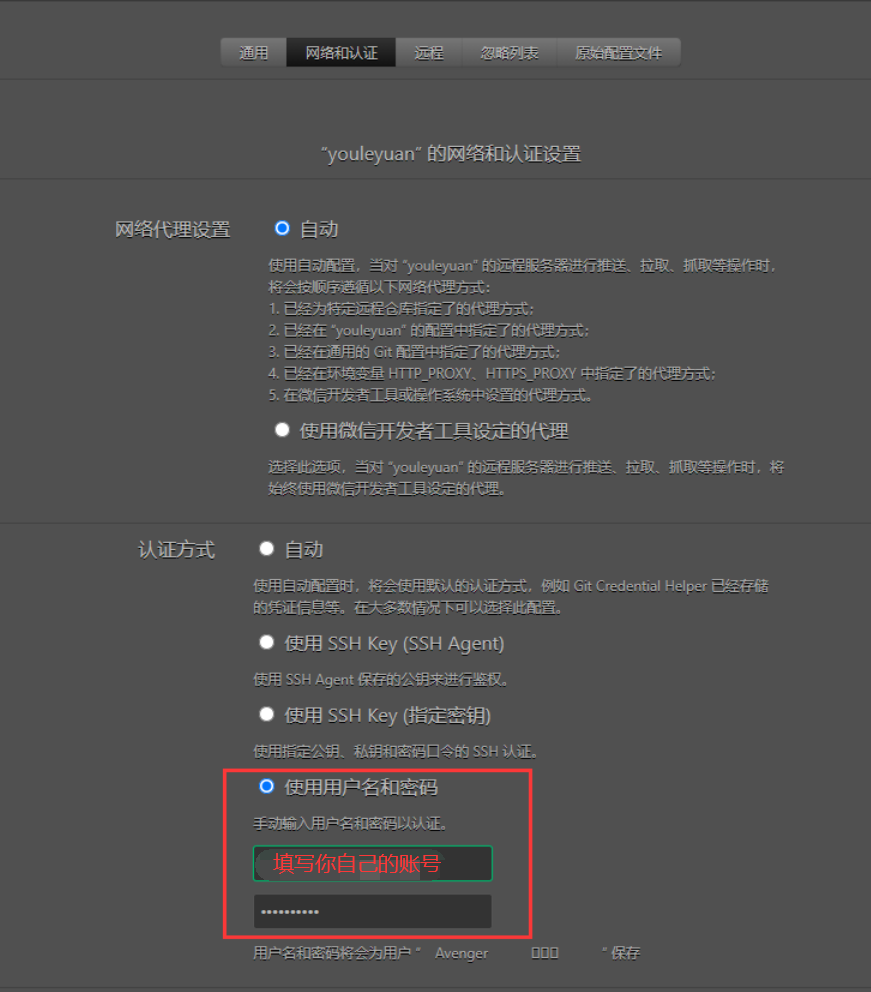 通用 网络和认证 远程 忽略列表 原始配置文件
“youleyuan” 的网络和认证设置
网络代理设置 自动
使用自动配置，当对 “youleyuan” 的远程服务器进行推送、拉取、抓取等操作时，
将会按顺序遵循以下网络代理方式：
1. 已经为特定远程仓库指定了的代理方式；
2. 已经在 “youleyuan” 的配置中指定了的代理方式；
3. 已经在通用的 Git 配置中指定了的代理方式；
4. 已经在环境变量 HTTP_PROXY、HTTPS_PROXY 中指定了的代理方式；
5. 在微信开发者工具或操作系统中设置的代理方式。
使用微信开发者工具设定的代理
选择此选项，当对 “youleyuan” 的远程服务器进行推送、拉取、抓取等操作时，将
始终使用微信开发者工具设定的代理。
认证方式 自动
使用自动配置时，将会使用默认的认证方式，例如 Git Credential Helper 已经存储
的凭证信息等。在大多数情况下可以选择此配置。
使用 SSH Key (SSH Agent)
使用 SSH Agent 保存的公钥来进行鉴权。
使用 SSH Key (指定密钥)
使用指定公钥、私钥和密码口令的 SSH 认证。
使用用户名和密码
手动输入用户名和密码以认证。
填写你自己的账号
••••••••••
用户名和密码将会为用户 “ Avenger ” 保存